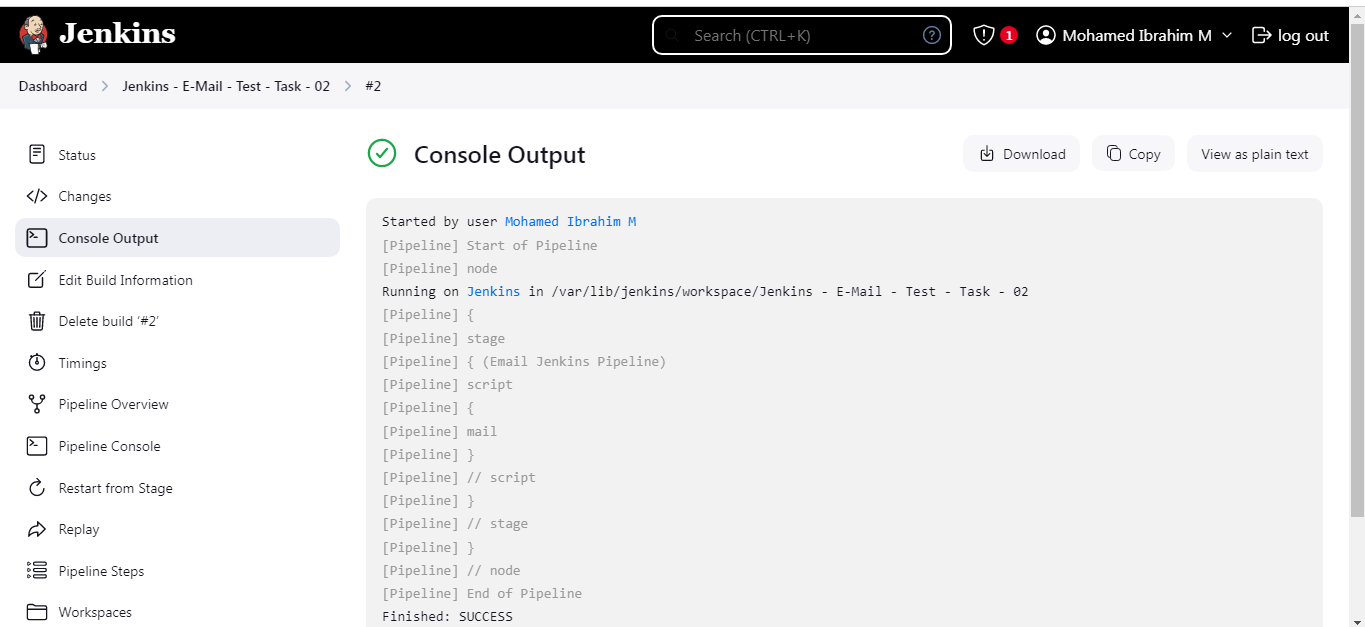 Jenkins
Search (CTRL+K)
?
1
Mohamed Ibrahim M
log out
Dashboard > Jenkins - E-Mail - Test - Task - 02 > #2
Status
Changes
Console Output
Edit Build Information
Delete build ‘#2’
Timings
Pipeline Overview
Pipeline Console
Restart from Stage
Replay
Pipeline Steps
Workspaces
Console Output
Download
Copy
View as plain text
Started by user Mohamed Ibrahim M
[Pipeline] Start of Pipeline
[Pipeline] node
Running on Jenkins in /var/lib/jenkins/workspace/Jenkins - E-Mail - Test - Task - 02
[Pipeline] {
[Pipeline] stage
[Pipeline] { (Email Jenkins Pipeline)
[Pipeline] script
[Pipeline] {
[Pipeline] mail
[Pipeline] }
[Pipeline] // script
[Pipeline] }
[Pipeline] // stage
[Pipeline] }
[Pipeline] // node
[Pipeline] End of Pipeline
Finished: SUCCESS